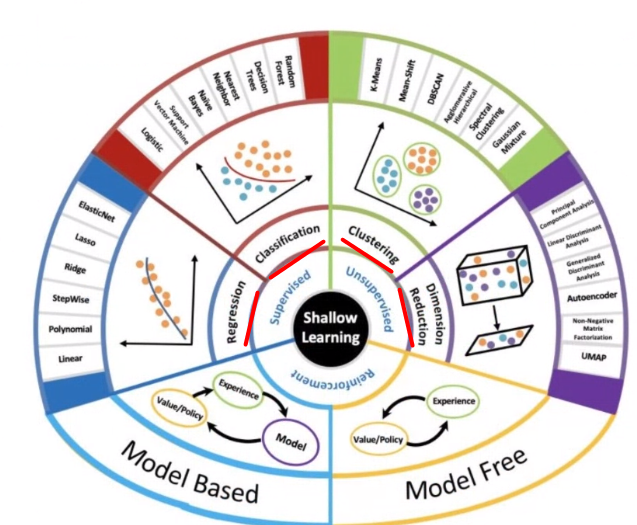 Random
Forest
Decision
Trees
Nearest
Neighbor
Naïve
Bayes
Support
Vector Machine
Logistic
K-Means
Mean-Shift
DBSCAN
Agglomerative
Hierarchical
Spectral
Clustering
Gaussian
Mixture
ElasticNet
Lasso
Ridge
StepWise
Polynomial
Linear
Principal
Component Analysis
Linear Discriminant
Analysis
Generalized
Discriminant
Analysis
Autoencoder
Non-Negative
Matrix
Factorization
UMAP
Classification
Clustering
Regression
Dimension
Reduction
Supervised
Unsupervised
Reinforcement
Shallow
Learning
Experience
Value/Policy
Model
Experience
Value/Policy
Model Based
Model Free